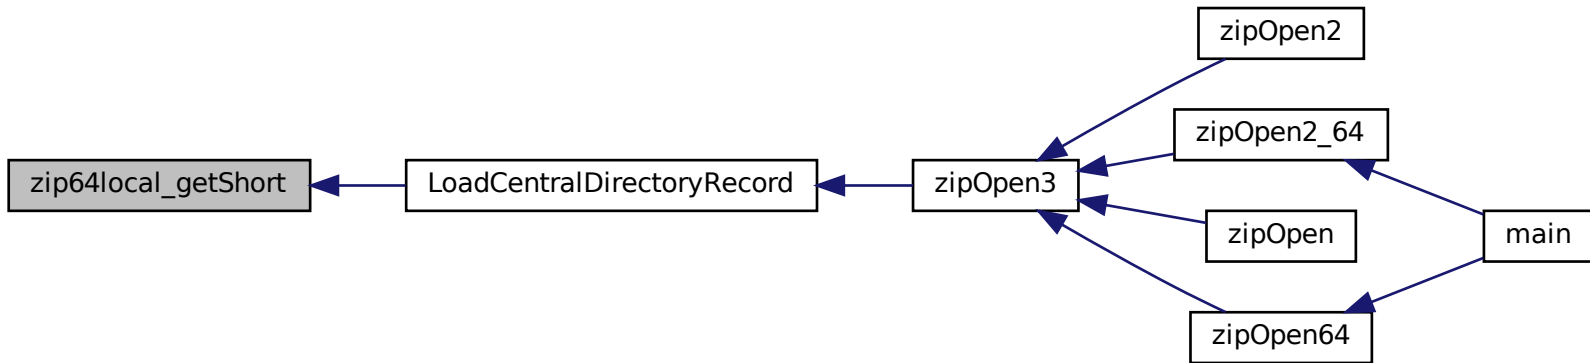 zip64local_getShort
LoadCentralDirectoryRecord
zipOpen3
zipOpen2
zipOpen2_64
zipOpen
zipOpen64
main